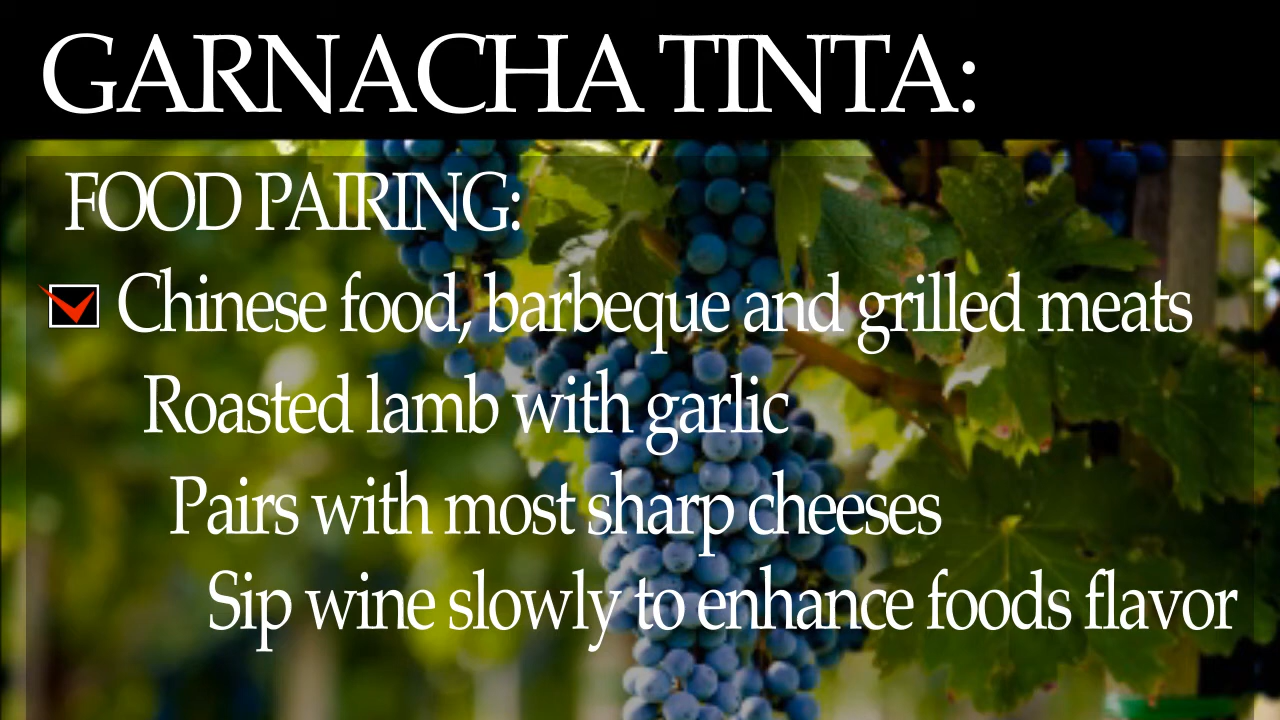 GARNACHA TINTA:
FOOD PAIRING:
Chinese food, barbeque and grilled meats
Roasted lamb with garlic
Pairs with most sharp cheeses
Sip wine slowly to enhance foods flavor